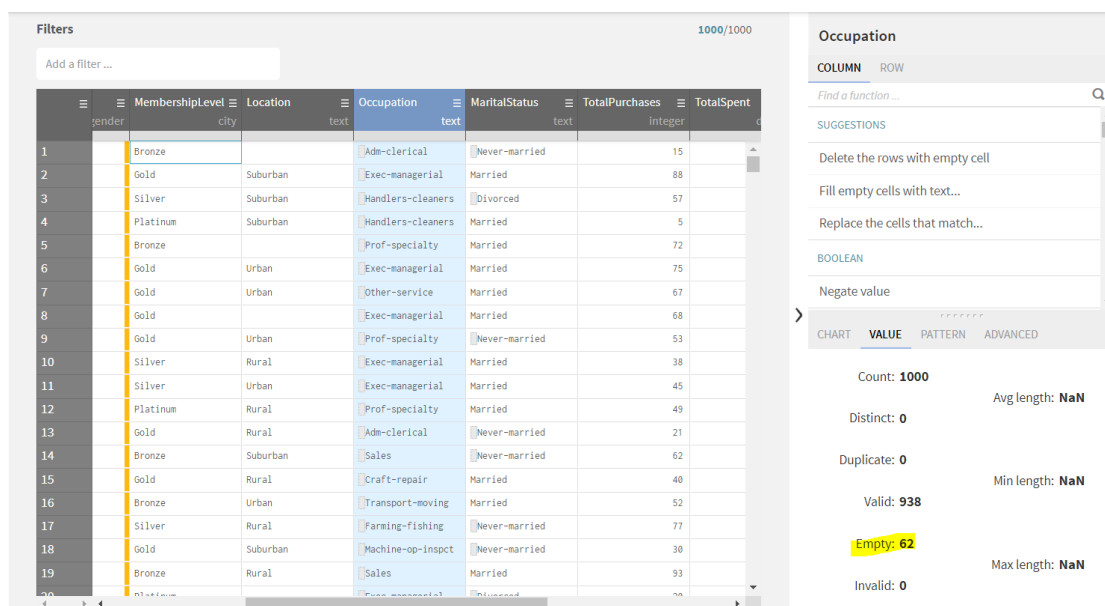 Filters
1000/1000
Add a filter ...
gender
MembershipLevel
city
Location
text
Occupation
text
MaritalStatus
text
TotalPurchases
integer
TotalSpent
1 Bronze Adm-clerical Never-married 15
2 Gold Suburban Exec-managerial Married 88
3 Silver Suburban Handlers-cleaners Divorced 57
4 Platinum Suburban Handlers-cleaners Married 5
5 Bronze Prof-specialty Married 72
6 Gold Urban Exec-managerial Married 75
7 Gold Urban Other-service Married 67
8 Gold Exec-managerial Married 68
9 Gold Urban Prof-specialty Never-married 53
10 Silver Rural Exec-managerial Married 38
11 Silver Urban Exec-managerial Married 45
12 Platinum Rural Prof-specialty Married 49
13 Gold Rural Adm-clerical Never-married 21
14 Bronze Suburban Sales Never-married 62
15 Gold Rural Craft-repair Married 40
16 Bronze Urban Transport-moving Married 52
17 Silver Rural Farming-fishing Never-married 77
18 Gold Suburban Machine-op-inspct Never-married 30
19 Bronze Rural Sales Married 93
20 Platinum Exec-managerial Divorced
Occupation
COLUMN ROW
Find a function ...
SUGGESTIONS
Delete the rows with empty cell
Fill empty cells with text...
Replace the cells that match...
BOOLEAN
Negate value
CHART VALUE PATTERN ADVANCED
Count: 1000
Avg length: NaN
Distinct: 0
Duplicate: 0
Min length: NaN
Valid: 938
Empty: 62
Max length: NaN
Invalid: 0